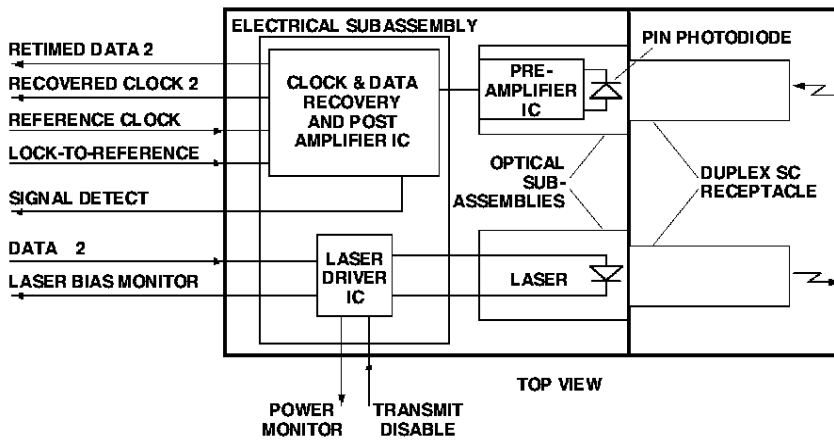 ELECTRICAL SUBASSEMBLY
RETIMED DATA 2
RECOVERED CLOCK 2
REFERENCE CLOCK
LOCK-TO-REFERENCE
SIGNAL DETECT
DATA 2
LASER BIAS MONITOR
CLOCK & DATA
RECOVERY
AND POST
AMPLIFIER IC
PRE-
AMPLIFIER
IC
PIN PHOTODIODE
OPTICAL
SUB-
ASSEMBLIES
DUPLEX SC
RECEPTACLE
LASER
DRIVER
IC
LASER
TOP VIEW
POWER
MONITOR
TRANSMIT
DISABLE